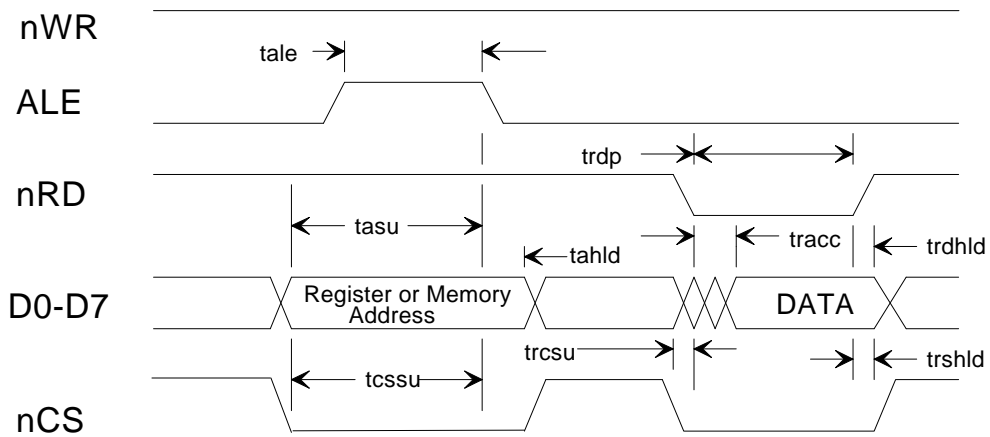 nWR
tale
ALE
trdp
nRD
tasu
tracc
trdhld
tahld
D0-D7
Register or Memory
Address
DATA
trcsu
trshld
tcssu
nCS